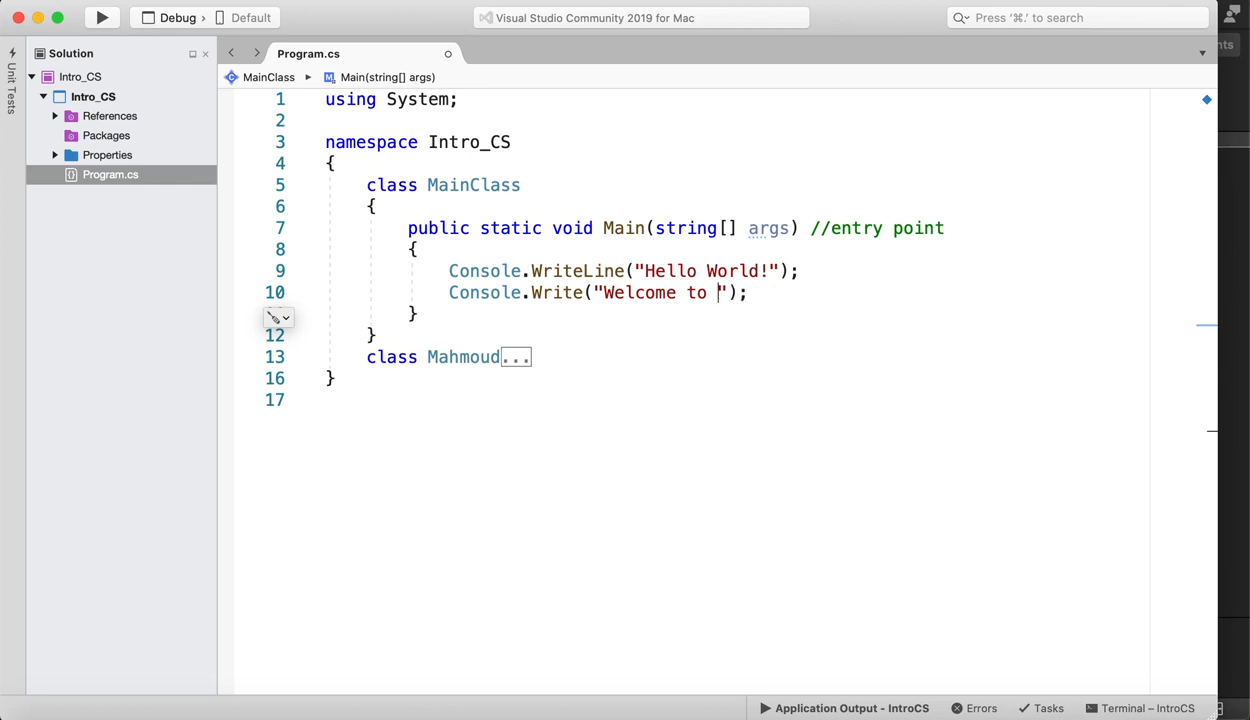 Debug › Default
Visual Studio Community 2019 for Mac
Press '⌘.' to search
Unit Tests
Solution
Intro_CS
Intro_CS
References
Packages
Properties
Program.cs
Program.cs
MainClass ▸ Main(string[] args)
1 using System;
2
3 namespace Intro_CS
4 {
5 class MainClass
6 {
7 public static void Main(string[] args) //entry point
8 {
9 Console.WriteLine("Hello World!");
10 Console.Write("Welcome to ");
}
12 }
13 class Mahmoud...
16 }
17
Application Output - IntroCS Errors Tasks Terminal – IntroCS
nts